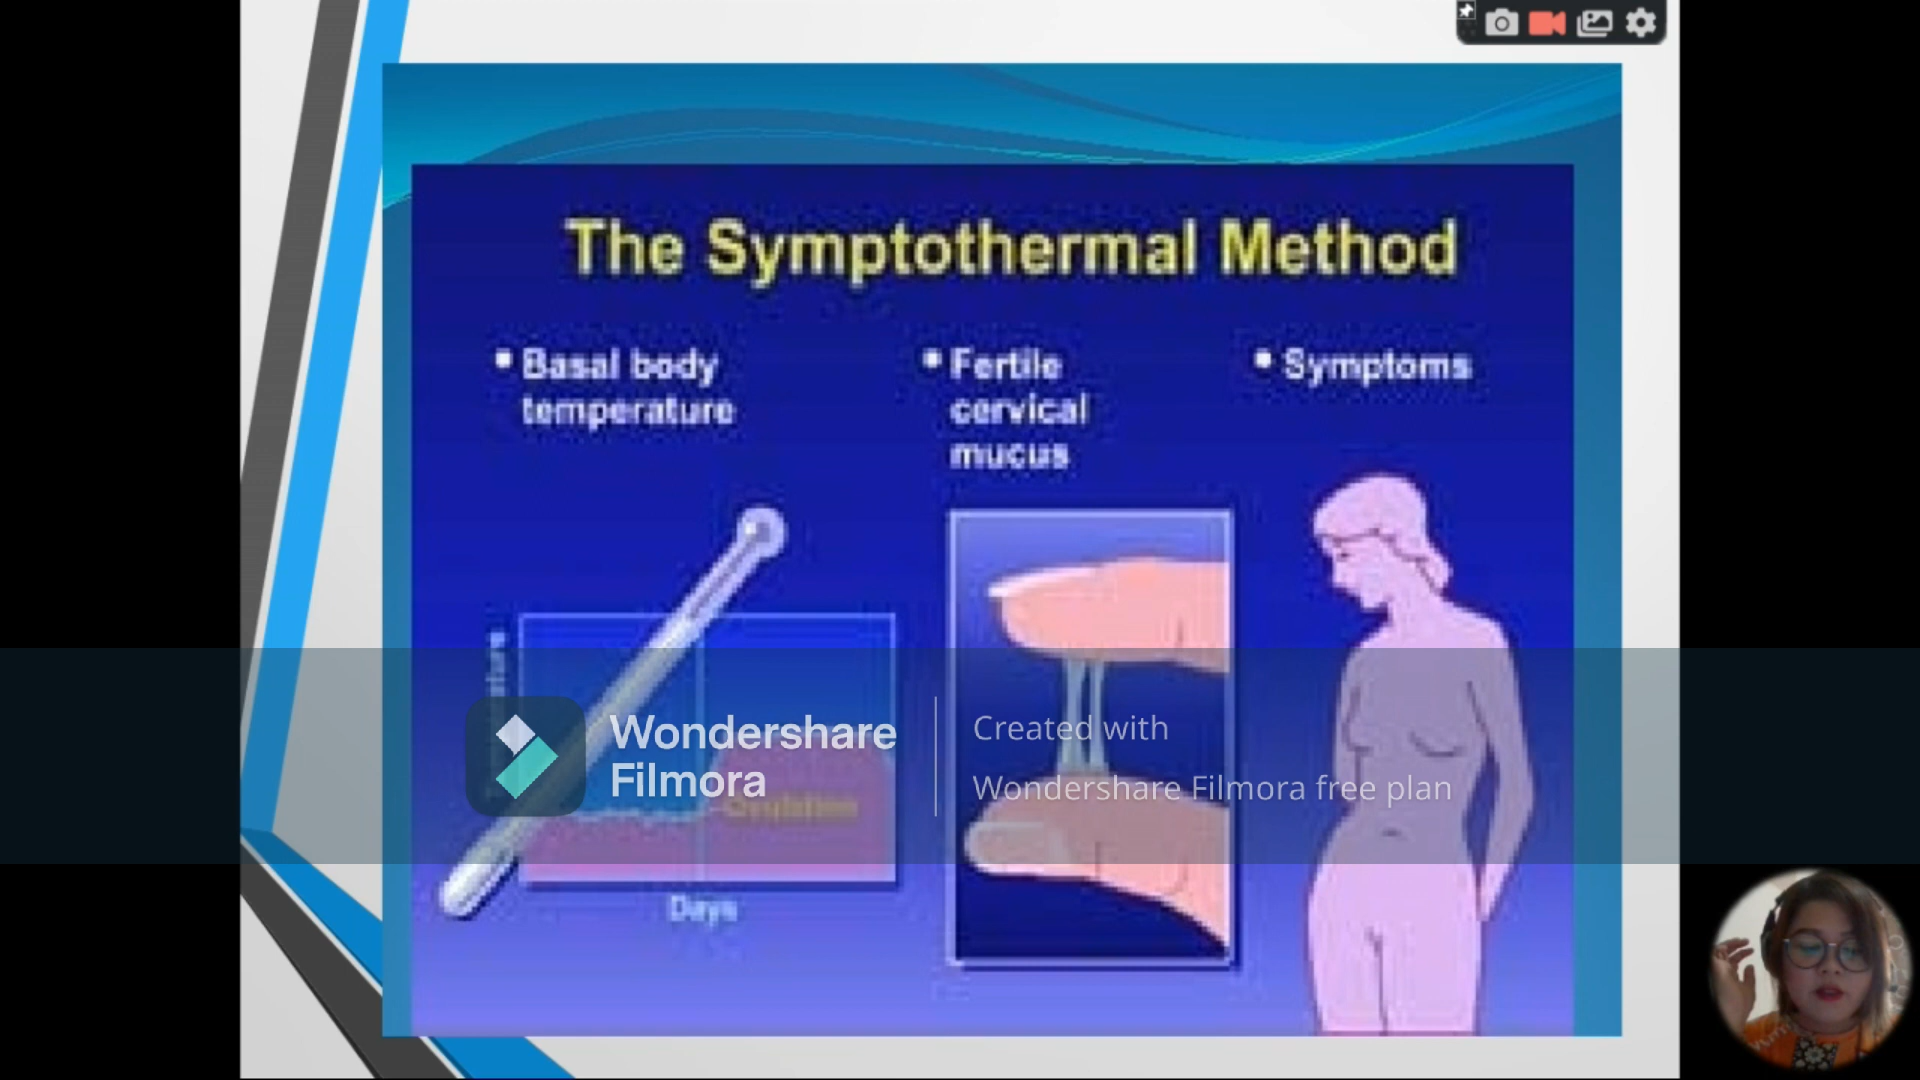 The Symptothermal Method
Basal body
temperature
Fertile
cervical
mucus
Symptoms
Wondershare
Filmora
Created with
Wondershare Filmora free plan
Ovulation
Days